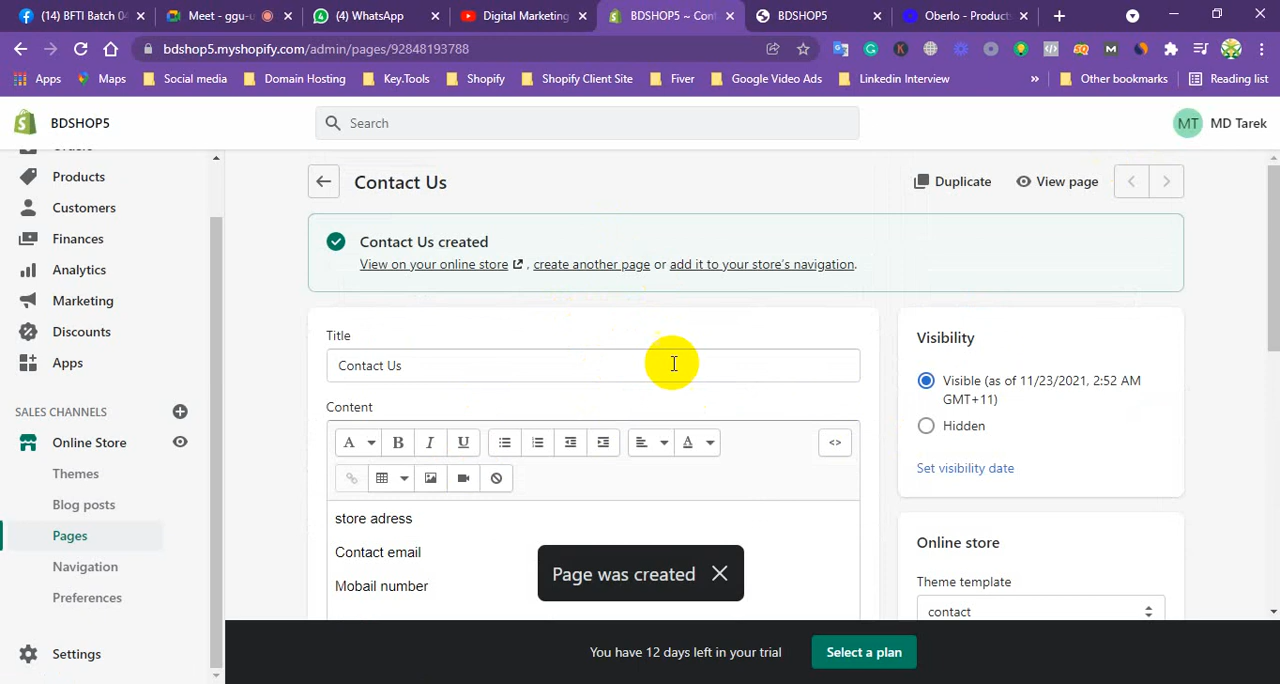 (14) BFTI Batch 04
Meet - ggu-u
(4) WhatsApp
Digital Marketing
BDSHOP5 ~ Con
BDSHOP5
Oberlo - Product
bdshop5.myshopify.com/admin/pages/92848193788
Apps
Maps
Social media
Domain Hosting
Key.Tools
Shopify
Shopify Client Site
Fiver
Google Video Ads
Linkedin Interview
»
Other bookmarks
Reading list
BDSHOP5
Search
MT
MD Tarek
Products
Customers
Finances
Analytics
Marketing
Discounts
Apps
SALES CHANNELS
Online Store
Themes
Blog posts
Pages
Navigation
Preferences
Settings
Contact Us
Duplicate
View page
Contact Us created
View on your online store , create another page or add it to your store's navigation.
Title
Contact Us
Content
A B I U A <>
store adress
Contact email
Mobail number
Page was created
Visibility
Visible (as of 11/23/2021, 2:52 AM
GMT+11)
Hidden
Set visibility date
Online store
Theme template
contact
You have 12 days left in your trial
Select a plan